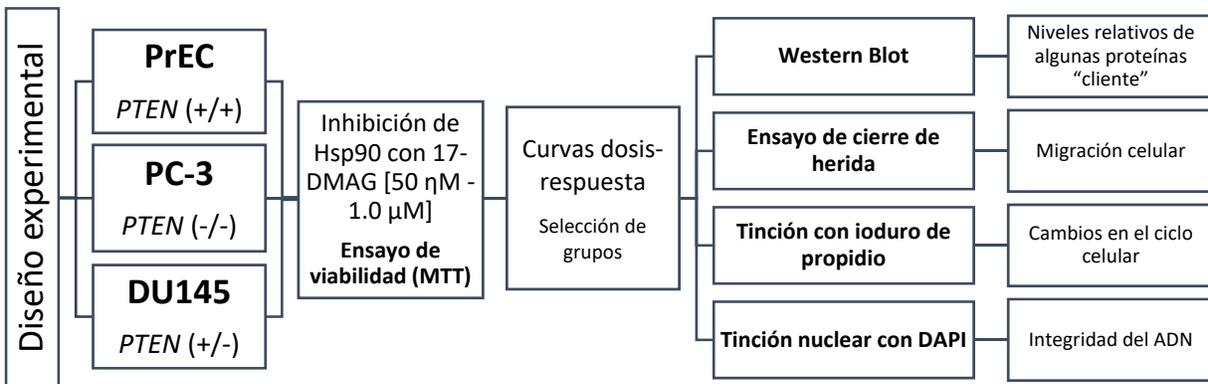 Diseño experimental
PrEC
PTEN (+/+)
PC-3
PTEN (-/-)
DU145
PTEN (+/-)
Inhibición de
Hsp90 con 17-
DMAG [50 ηM -
1.0 μM]
Ensayo de
viabilidad (MTT)
Curvas dosis-
respuesta
Selección de
grupos
Western Blot
Niveles relativos de
algunas proteínas
“cliente”
Ensayo de cierre de
herida
Migración celular
Tinción con ioduro de
propidio
Cambios en el ciclo
celular
Tinción nuclear con DAPI
Integridad del ADN